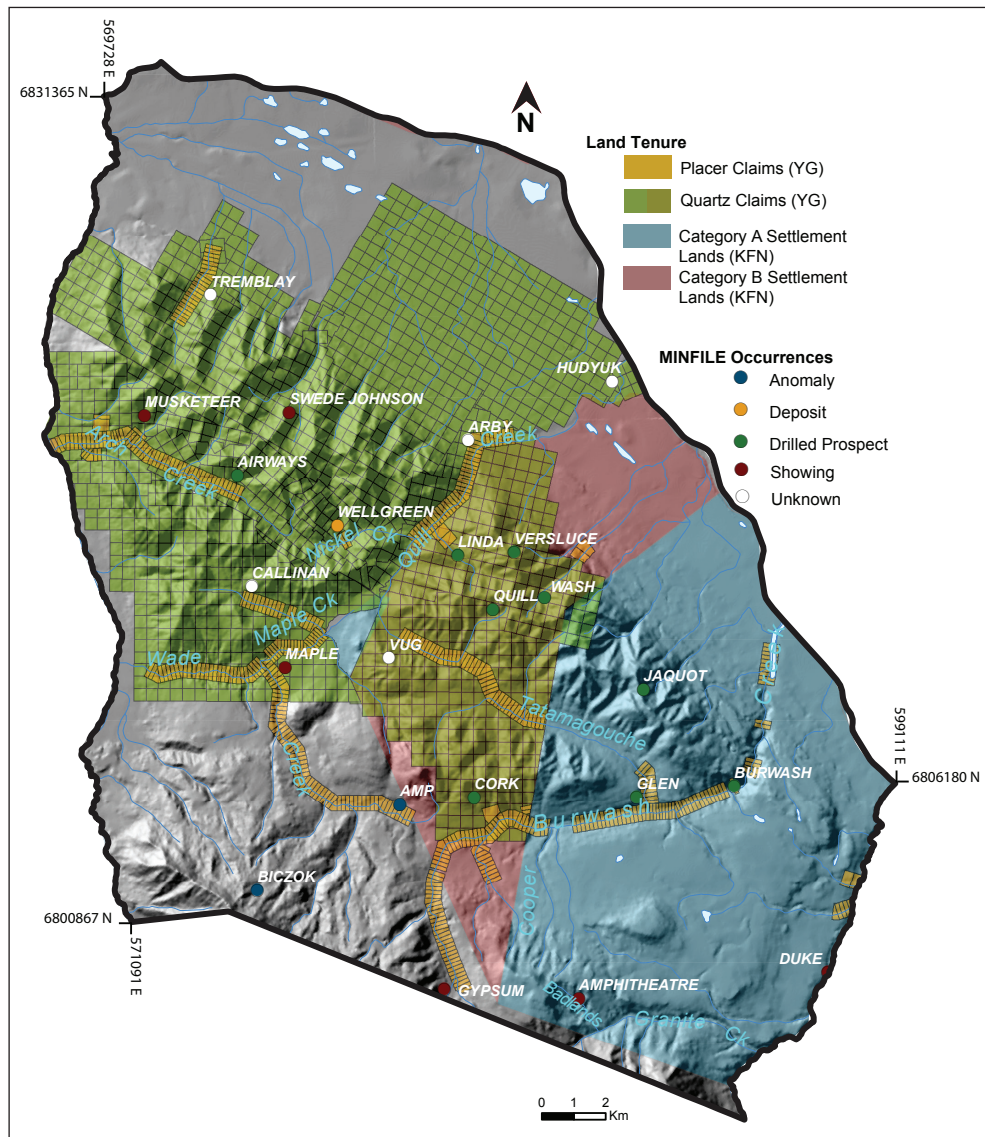 569728 E
6831365 N
N
Land Tenure
Placer Claims (YG)
Quartz Claims (YG)
Category A Settlement
Lands (KFN)
Category B Settlement
Lands (KFN)
TREMBLAY
MINFILE Occurrences
HUDYUK
Anomaly
MUSKETEER
SWEDE JOHNSON
Deposit
ARBY
Creek
Drilled Prospect
Arch
Creek
AIRWAYS
Showing
Unknown
WELLGREEN
Nickel Ck
Quill
LINDA
VERSLUCE
CALLINAN
QUILL
WASH
Maple Ck
Wade
MAPLE
VUG
Creek
JAQUOT
Tatamagouche
Creek
599111 E
6806180 N
AMP
CORK
GLEN
BURWASH
Burwash
BICZOK
Cooper
6800867 N
571091 E
DUKE
GYPSUM
AMPHITHEATRE
Badlands
Granite Ck
0 1 2
Km